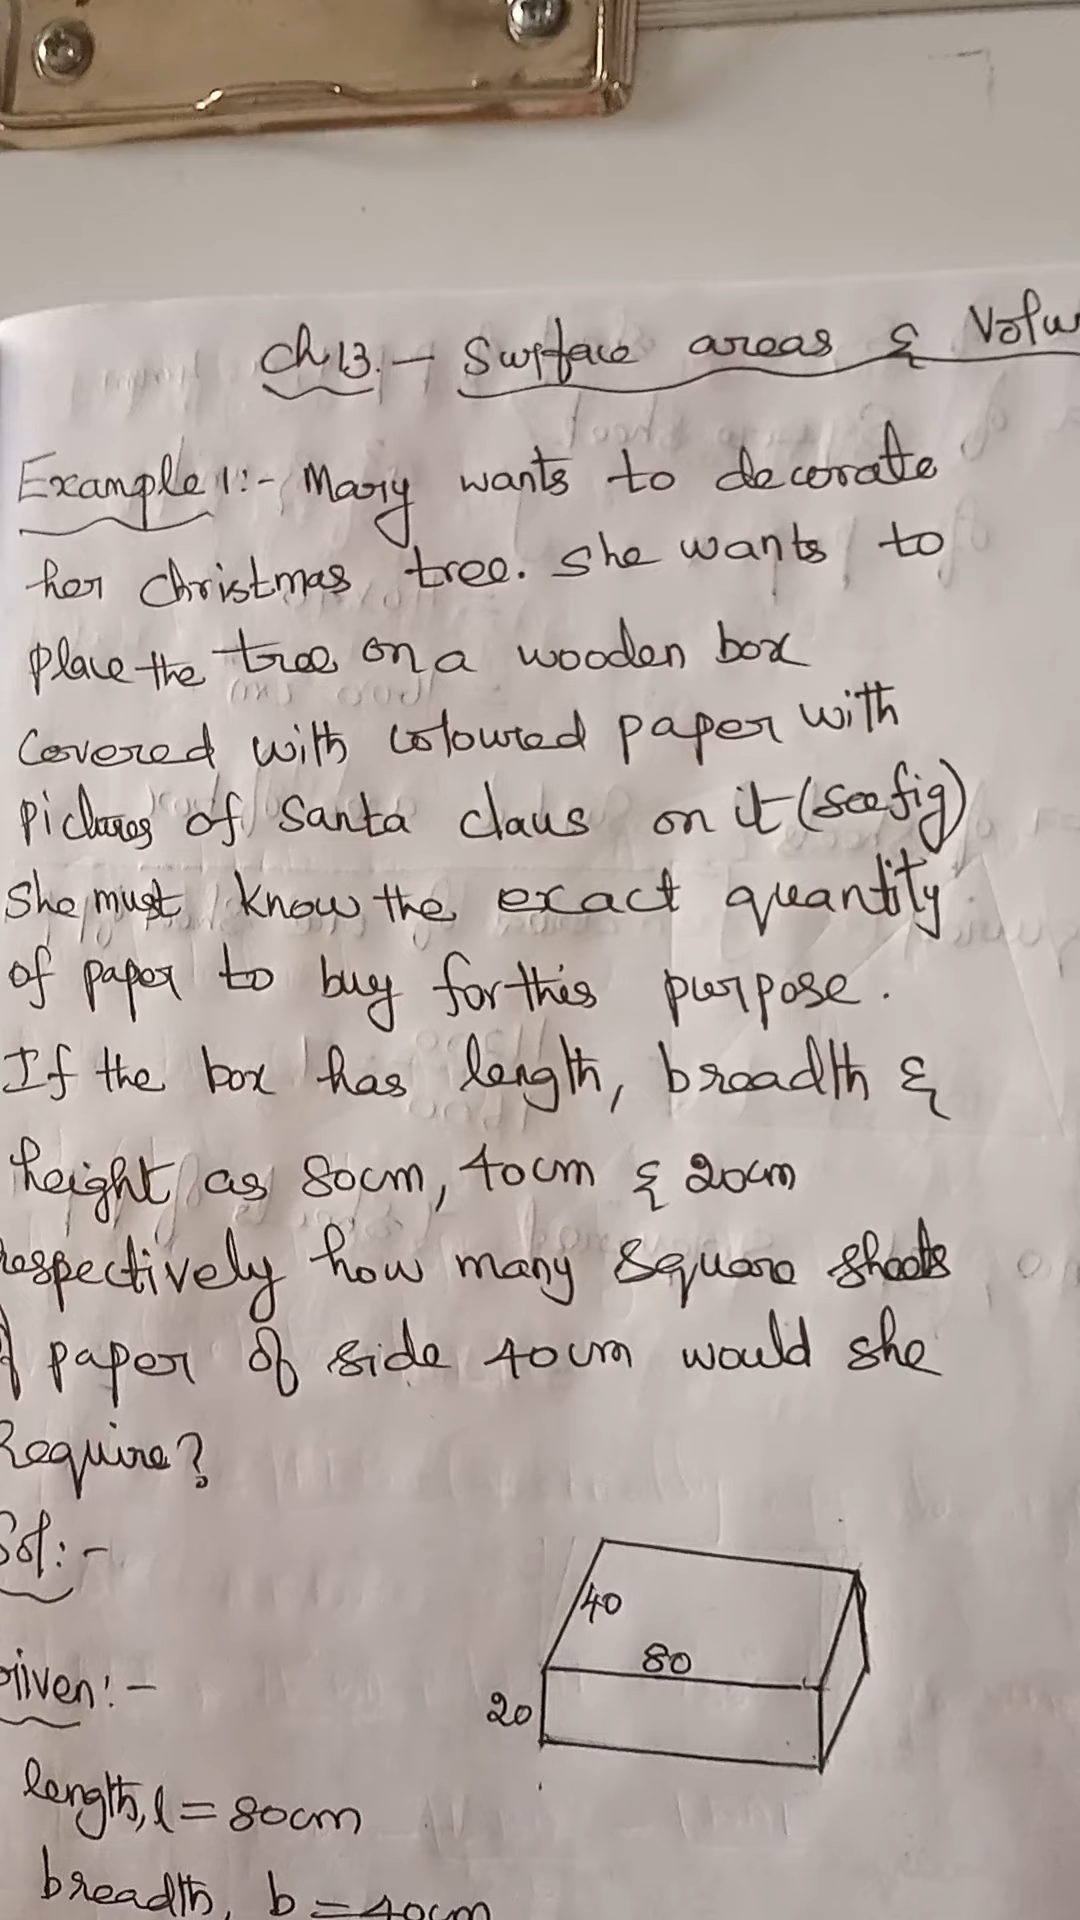 Ch 13. – Surface areas & Volu
Example 1:- Mary wants to decorate
her christmas tree. She wants to
place the tree on a wooden box
covered with coloured paper with
pictures of Santa claus on it (see fig)
She must know the exact quantity
of paper to buy for this purpose.
If the box has length, breadth &
height as 80cm, 40cm & 20cm
respectively how many square sheets
of paper of side 40cm would she
Require?
Sol:-
40
80
20
Given:-
length, l = 80cm
breadth, b = 40cm